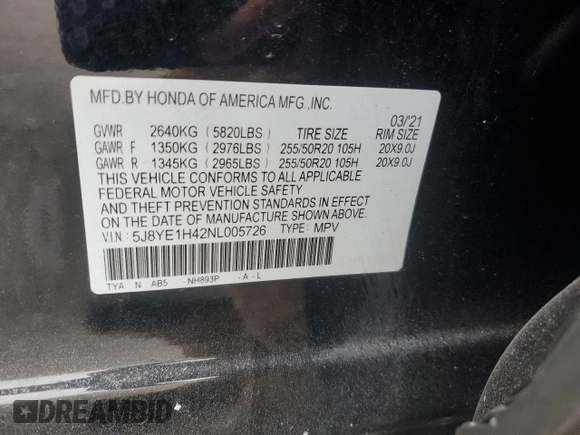 MFD.BY HONDA OF AMERICA MFG.,INC.
03/'21
GVWR 2640KG (5820LBS) TIRE SIZE RIM SIZE
GAWR F 1350KG (2976LBS) 255/50R20 105H 20X9.0J
GAWR R 1345KG (2965LBS) 255/50R20 105H 20X9.0J
THIS VEHICLE CONFORMS TO ALL APPLICABLE
FEDERAL MOTOR VEHICLE SAFETY
AND THEFT PREVENTION STANDARDS IN EFFECT
ON THE DATE OF MANUFACTURE SHOWN ABOVE.
V.I.N: 5J8YE1H42NL005726 TYPE: MPV
TYA N AB5 -NH893P -A -L
DREAMBID